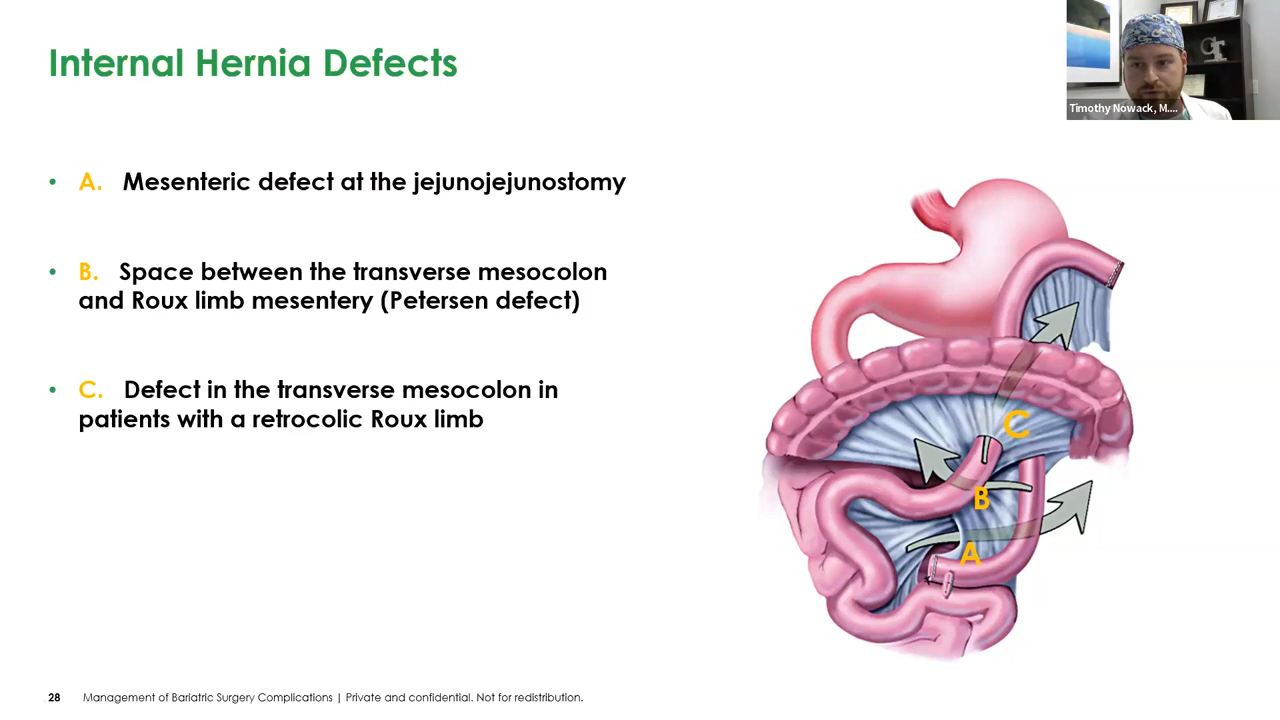 Internal Hernia Defects
Timothy Nowack, M....
• A. Mesenteric defect at the jejunojejunostomy
• B. Space between the transverse mesocolon
and Roux limb mesentery (Petersen defect)
• C. Defect in the transverse mesocolon in
patients with a retrocolic Roux limb
C
B
A
28 Management of Bariatric Surgery Complications | Private and confidential. Not for redistribution.